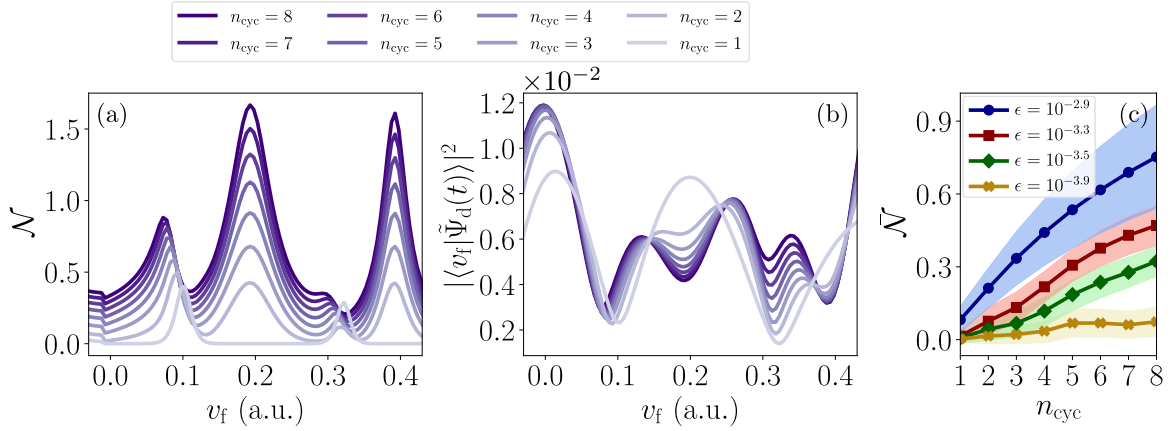 n_cyc = 8 n_cyc = 6 n_cyc = 4 n_cyc = 2
n_cyc = 7 n_cyc = 5 n_cyc = 3 n_cyc = 1
(a)
𝒩
1.5
1.0
0.5
0.0
0.0 0.1 0.2 0.3 0.4
v_f (a.u.)
×10⁻²
(b)
|⟨v_f|Ψ̃_d(t)⟩|²
1.2
1.0
0.8
0.6
0.4
0.2
0.0 0.1 0.2 0.3 0.4
v_f (a.u.)
(c)
ϵ = 10^−2.9
ϵ = 10^−3.3
ϵ = 10^−3.5
ϵ = 10^−3.9
𝒩̄
0.9
0.6
0.3
0.0
1 2 3 4 5 6 7 8
n_cyc